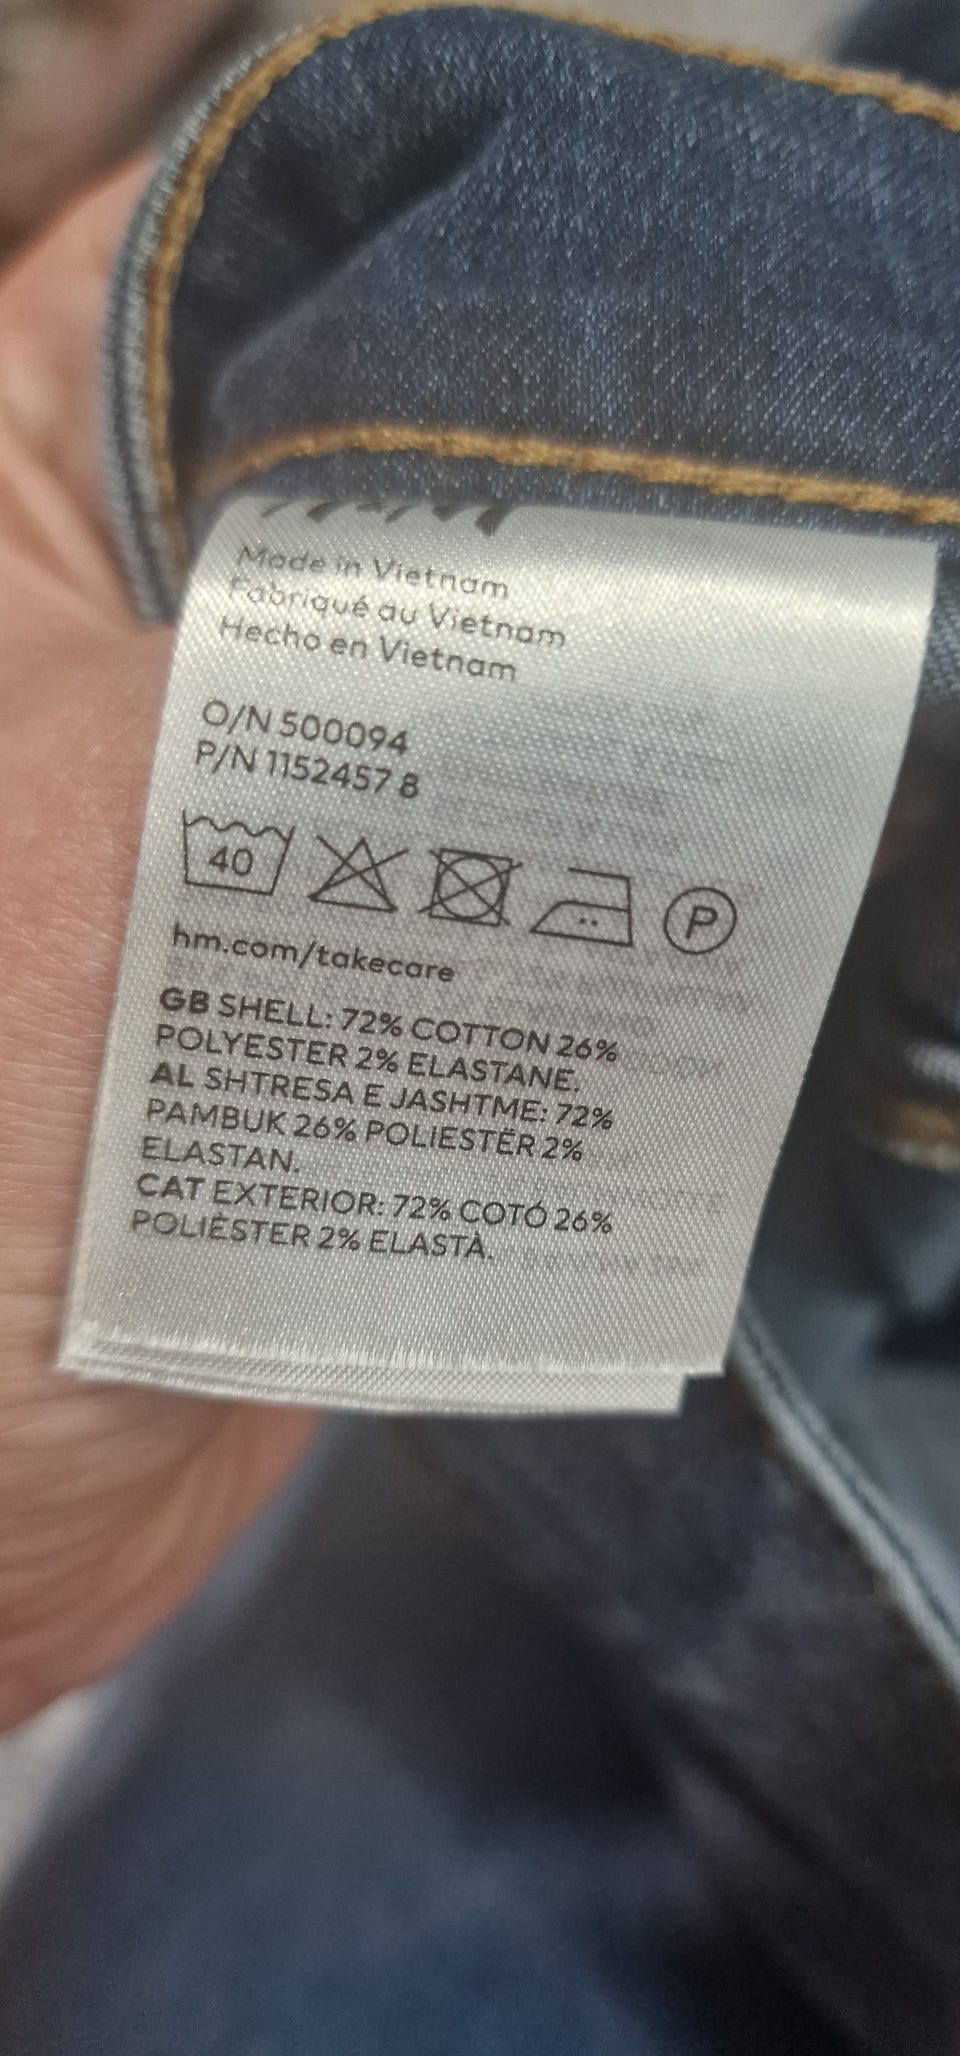 Made in Vietnam
Fabriqué au Vietnam
Hecho en Vietnam
O/N 500094
P/N 1152457 8
40
P
hm.com/takecare
GB SHELL: 72% COTTON 26%
POLYESTER 2% ELASTANE.
AL SHTRESA E JASHTME: 72%
PAMBUK 26% POLIESTËR 2%
ELASTAN.
CAT EXTERIOR: 72% COTÓ 26%
POLIÈSTER 2% ELASTÀ.